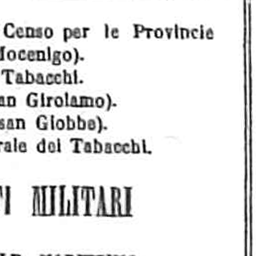 Censo per le Provincie
Mocenigo).
Tabacchi.
an Girolamo).
san Giobbe).
rale dei Tabacchi.
TI MILITARI